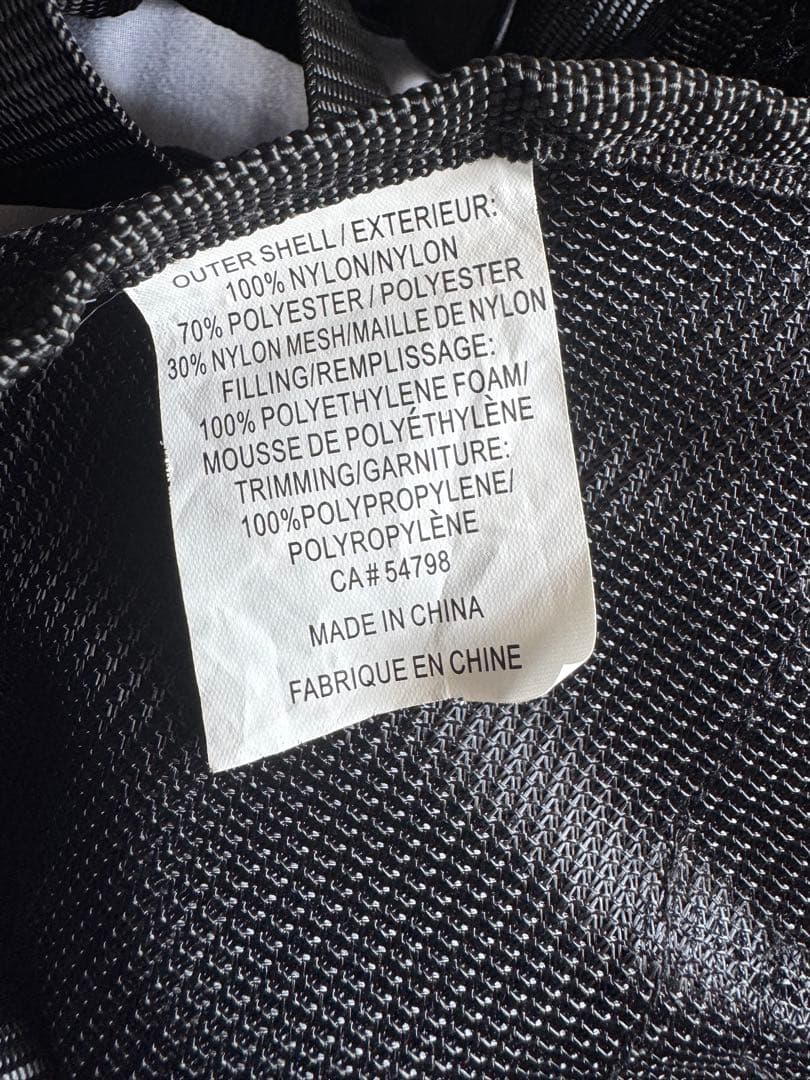 OUTER SHELL/EXTERIEUR:
100% NYLON/NYLON
70% POLYESTER/POLYESTER
30% NYLON MESH/MAILLE DE NYLON
FILLING/REMPLISSAGE:
100% POLYETHYLENE FOAM/
MOUSSE DE POLYÉTHYLÈNE
TRIMMING/GARNITURE:
100%POLYPROPYLENE/
POLYROPYLÈNE
CA#54798
MADE IN CHINA
FABRIQUE EN CHINE